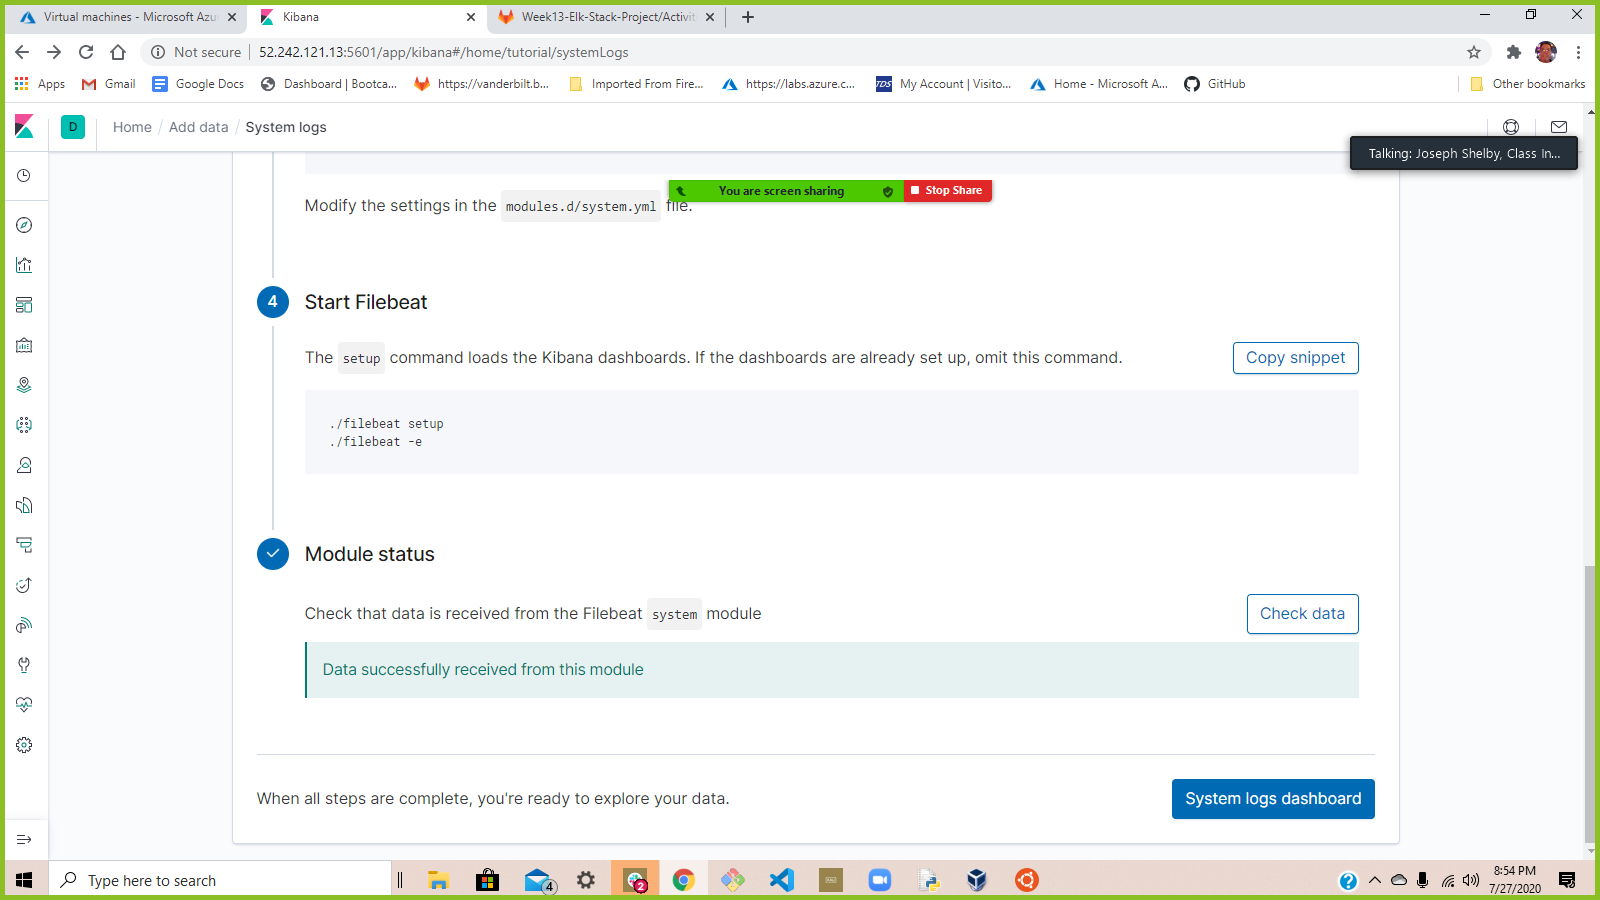 Virtual machines - Microsoft Azu
Kibana
Week13-Elk-Stack-Project/Activit
Not secure
52.242.121.13:5601/app/kibana#/home/tutorial/systemLogs
Apps
Gmail
Google Docs
Dashboard | Bootca...
https://vanderbilt.b...
Imported From Fire...
https://labs.azure.c...
TDS
My Account | Visito...
Home - Microsoft A...
GitHub
Other bookmarks
D
Home / Add data / System logs
Talking: Joseph Shelby, Class In...
You are screen sharing
Stop Share
Modify the settings in the modules.d/system.yml file.
4
Start Filebeat
The setup command loads the Kibana dashboards. If the dashboards are already set up, omit this command.
Copy snippet
./filebeat setup
./filebeat -e
Module status
Check that data is received from the Filebeat system module
Check data
Data successfully received from this module
When all steps are complete, you're ready to explore your data.
System logs dashboard
Type here to search
4
2
8:54 PM
7/27/2020